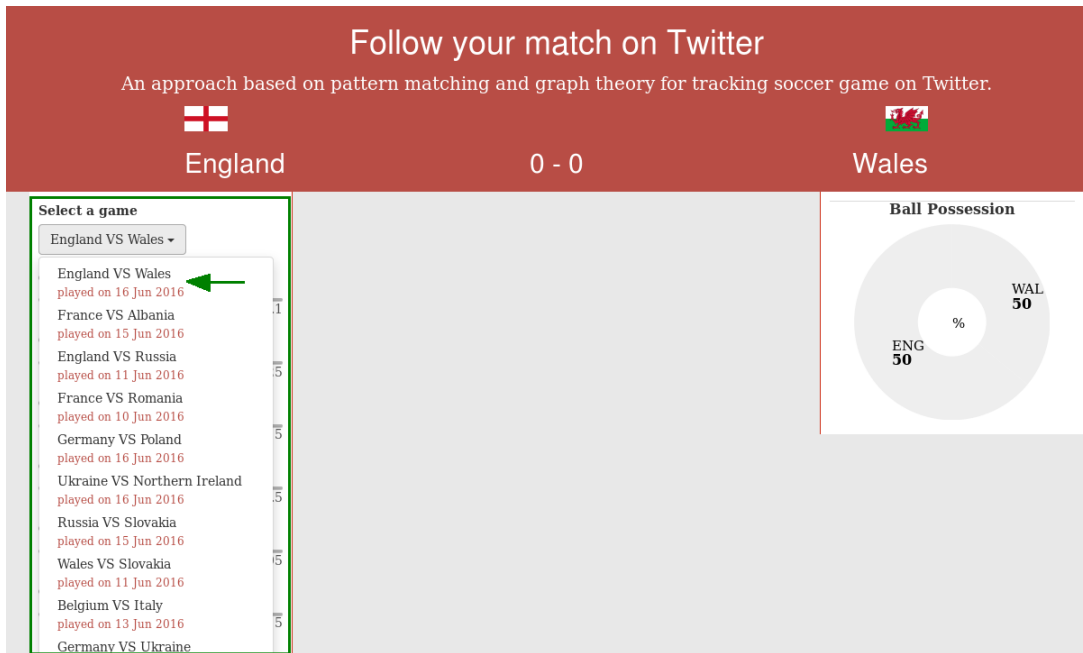 Follow your match on Twitter
An approach based on pattern matching and graph theory for tracking soccer game on Twitter.
England 0 - 0 Wales
Select a game
England VS Wales
England VS Wales
played on 16 Jun 2016
France VS Albania
played on 15 Jun 2016
England VS Russia
played on 11 Jun 2016
France VS Romania
played on 10 Jun 2016
Germany VS Poland
played on 16 Jun 2016
Ukraine VS Northern Ireland
played on 16 Jun 2016
Russia VS Slovakia
played on 15 Jun 2016
Wales VS Slovakia
played on 11 Jun 2016
Belgium VS Italy
played on 13 Jun 2016
Germany VS Ukraine
Ball Possession
WAL
50
%
ENG
50